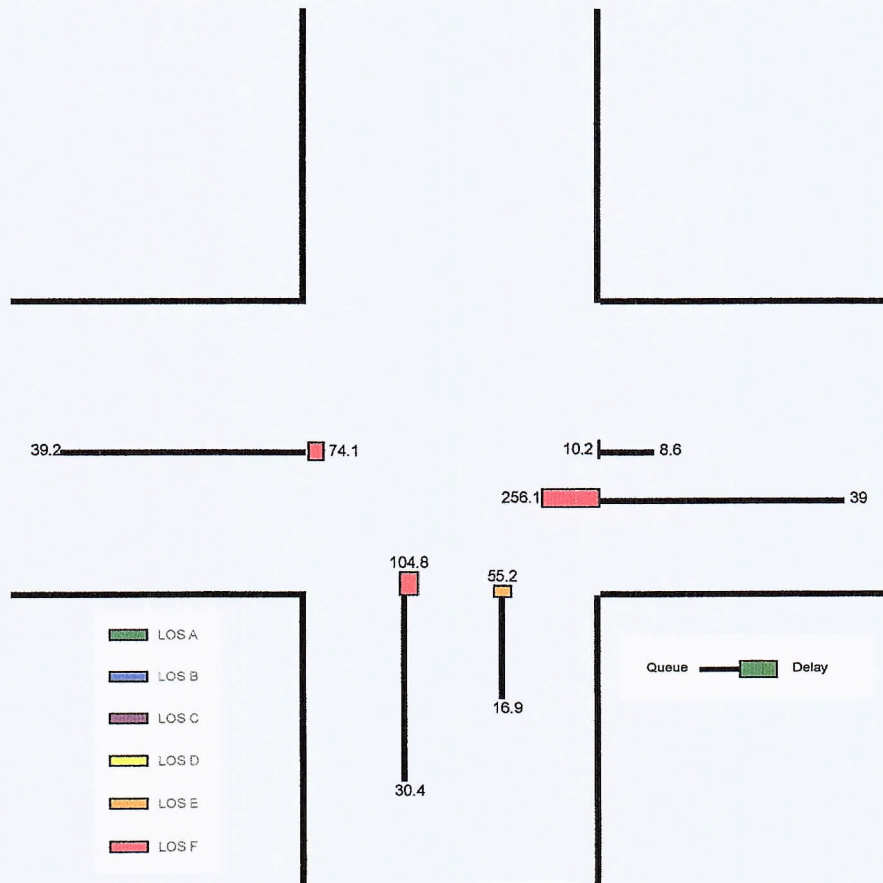 39.2
74.1
10.2
8.6
256.1
39
104.8
55.2
16.9
30.4
LOS A
LOS B
LOS C
LOS D
LOS E
LOS F
Queue
Delay